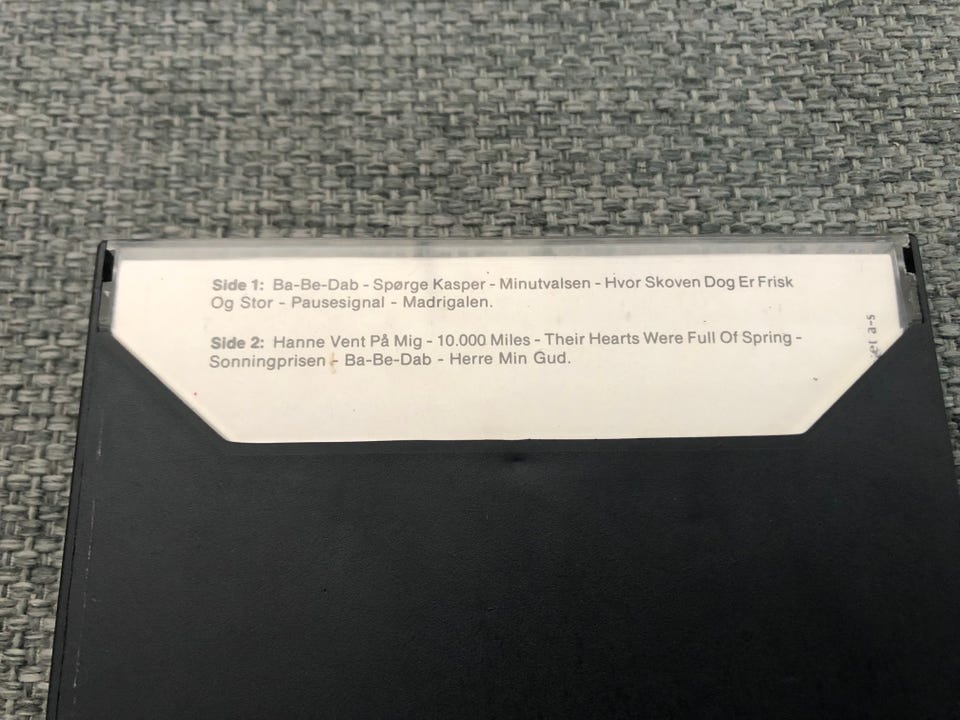 Side 1: Ba-Be-Dab - Spørge Kasper - Minutvalsen - Hvor Skoven Dog Er Frisk
Og Stor - Pausesignal - Madrigalen.
Side 2: Hanne Vent På Mig - 10.000 Miles - Their Hearts Were Full Of Spring -
Sonningprisen - Ba-Be-Dab - Herre Min Gud.
a-s